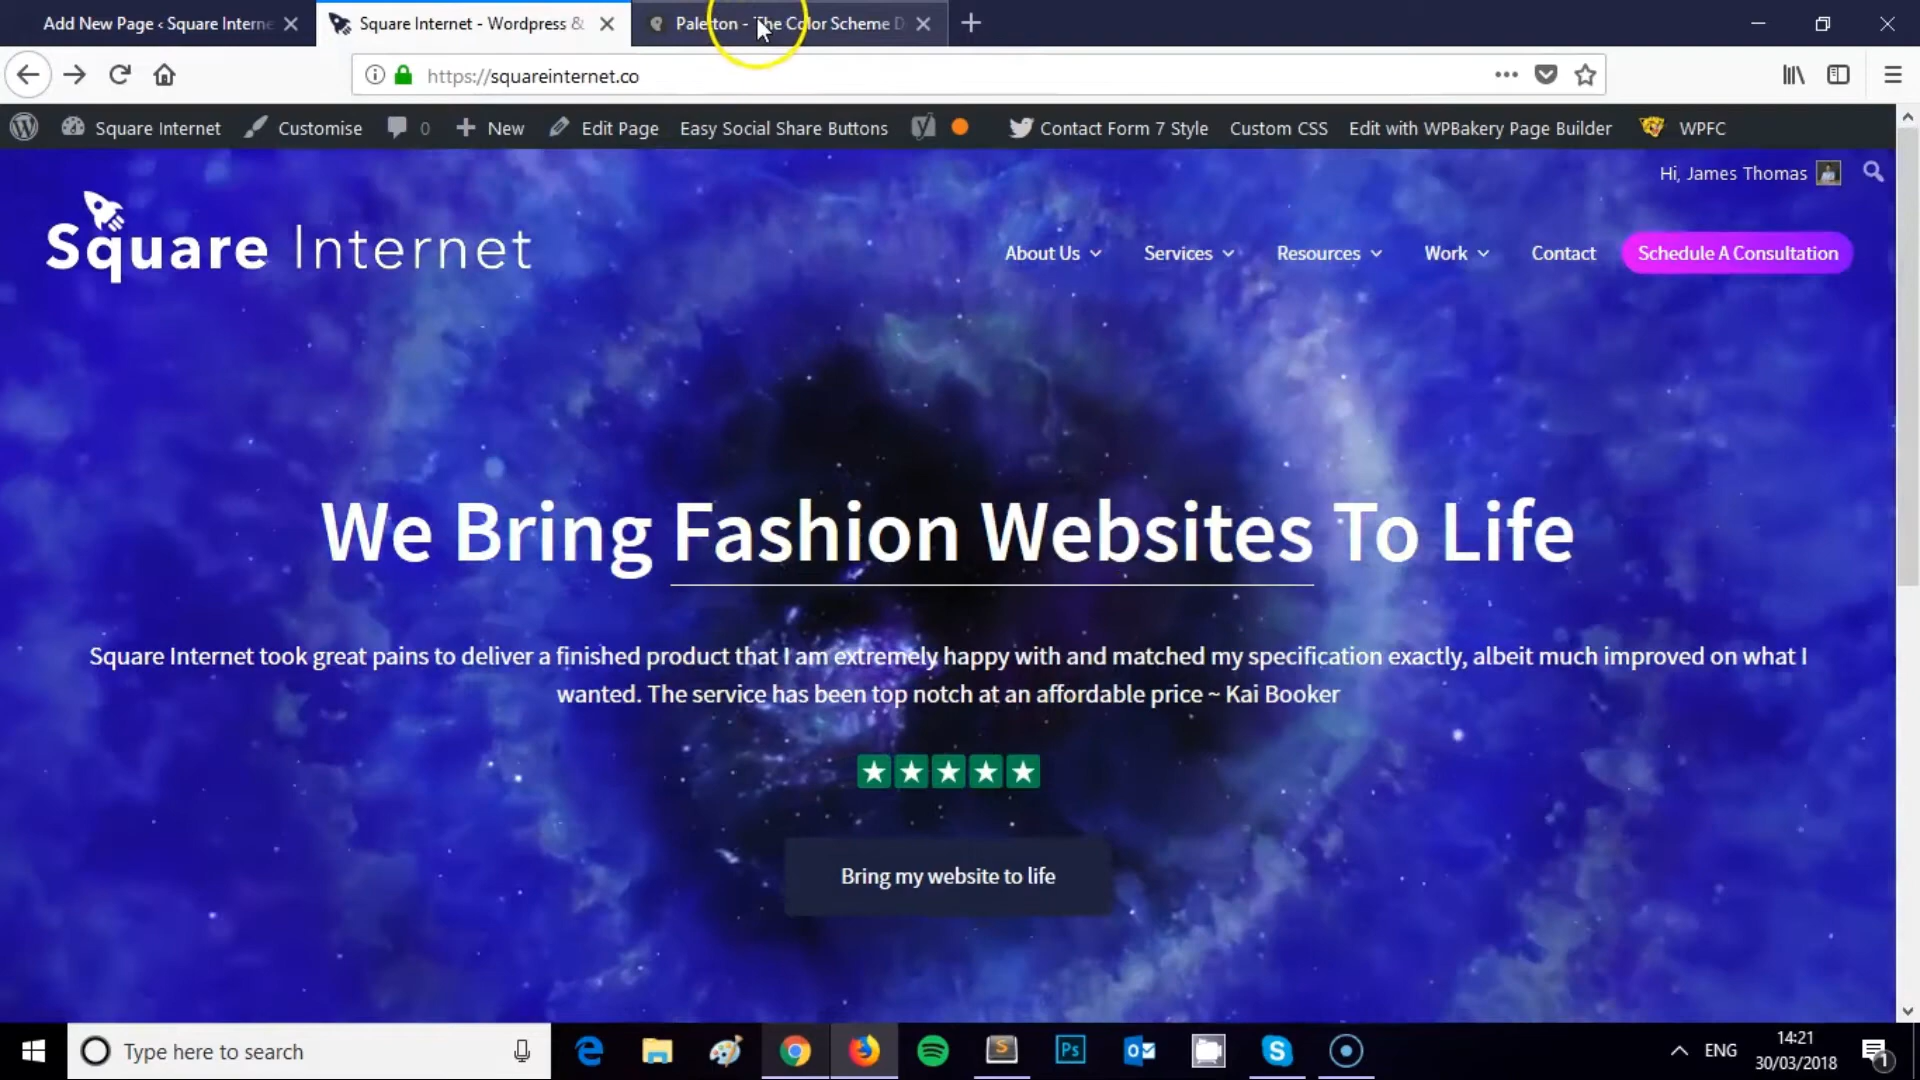 Add New Page ‹ Square Interne
Square Internet - Wordpress &
Paletton - The Color Scheme D
https://squareinternet.co
Square Internet
Customise
0
New
Edit Page
Easy Social Share Buttons
Contact Form 7 Style
Custom CSS
Edit with WPBakery Page Builder
WPFC
Hi, James Thomas
Square Internet
About Us
Services
Resources
Work
Contact
Schedule A Consultation
We Bring Fashion Websites To Life
Square Internet took great pains to deliver a finished product that I am extremely happy with and matched my specification exactly, albeit much improved on what I
wanted. The service has been top notch at an affordable price ~ Kai Booker
Bring my website to life
Type here to search
Ps
ENG
14:21
30/03/2018
1